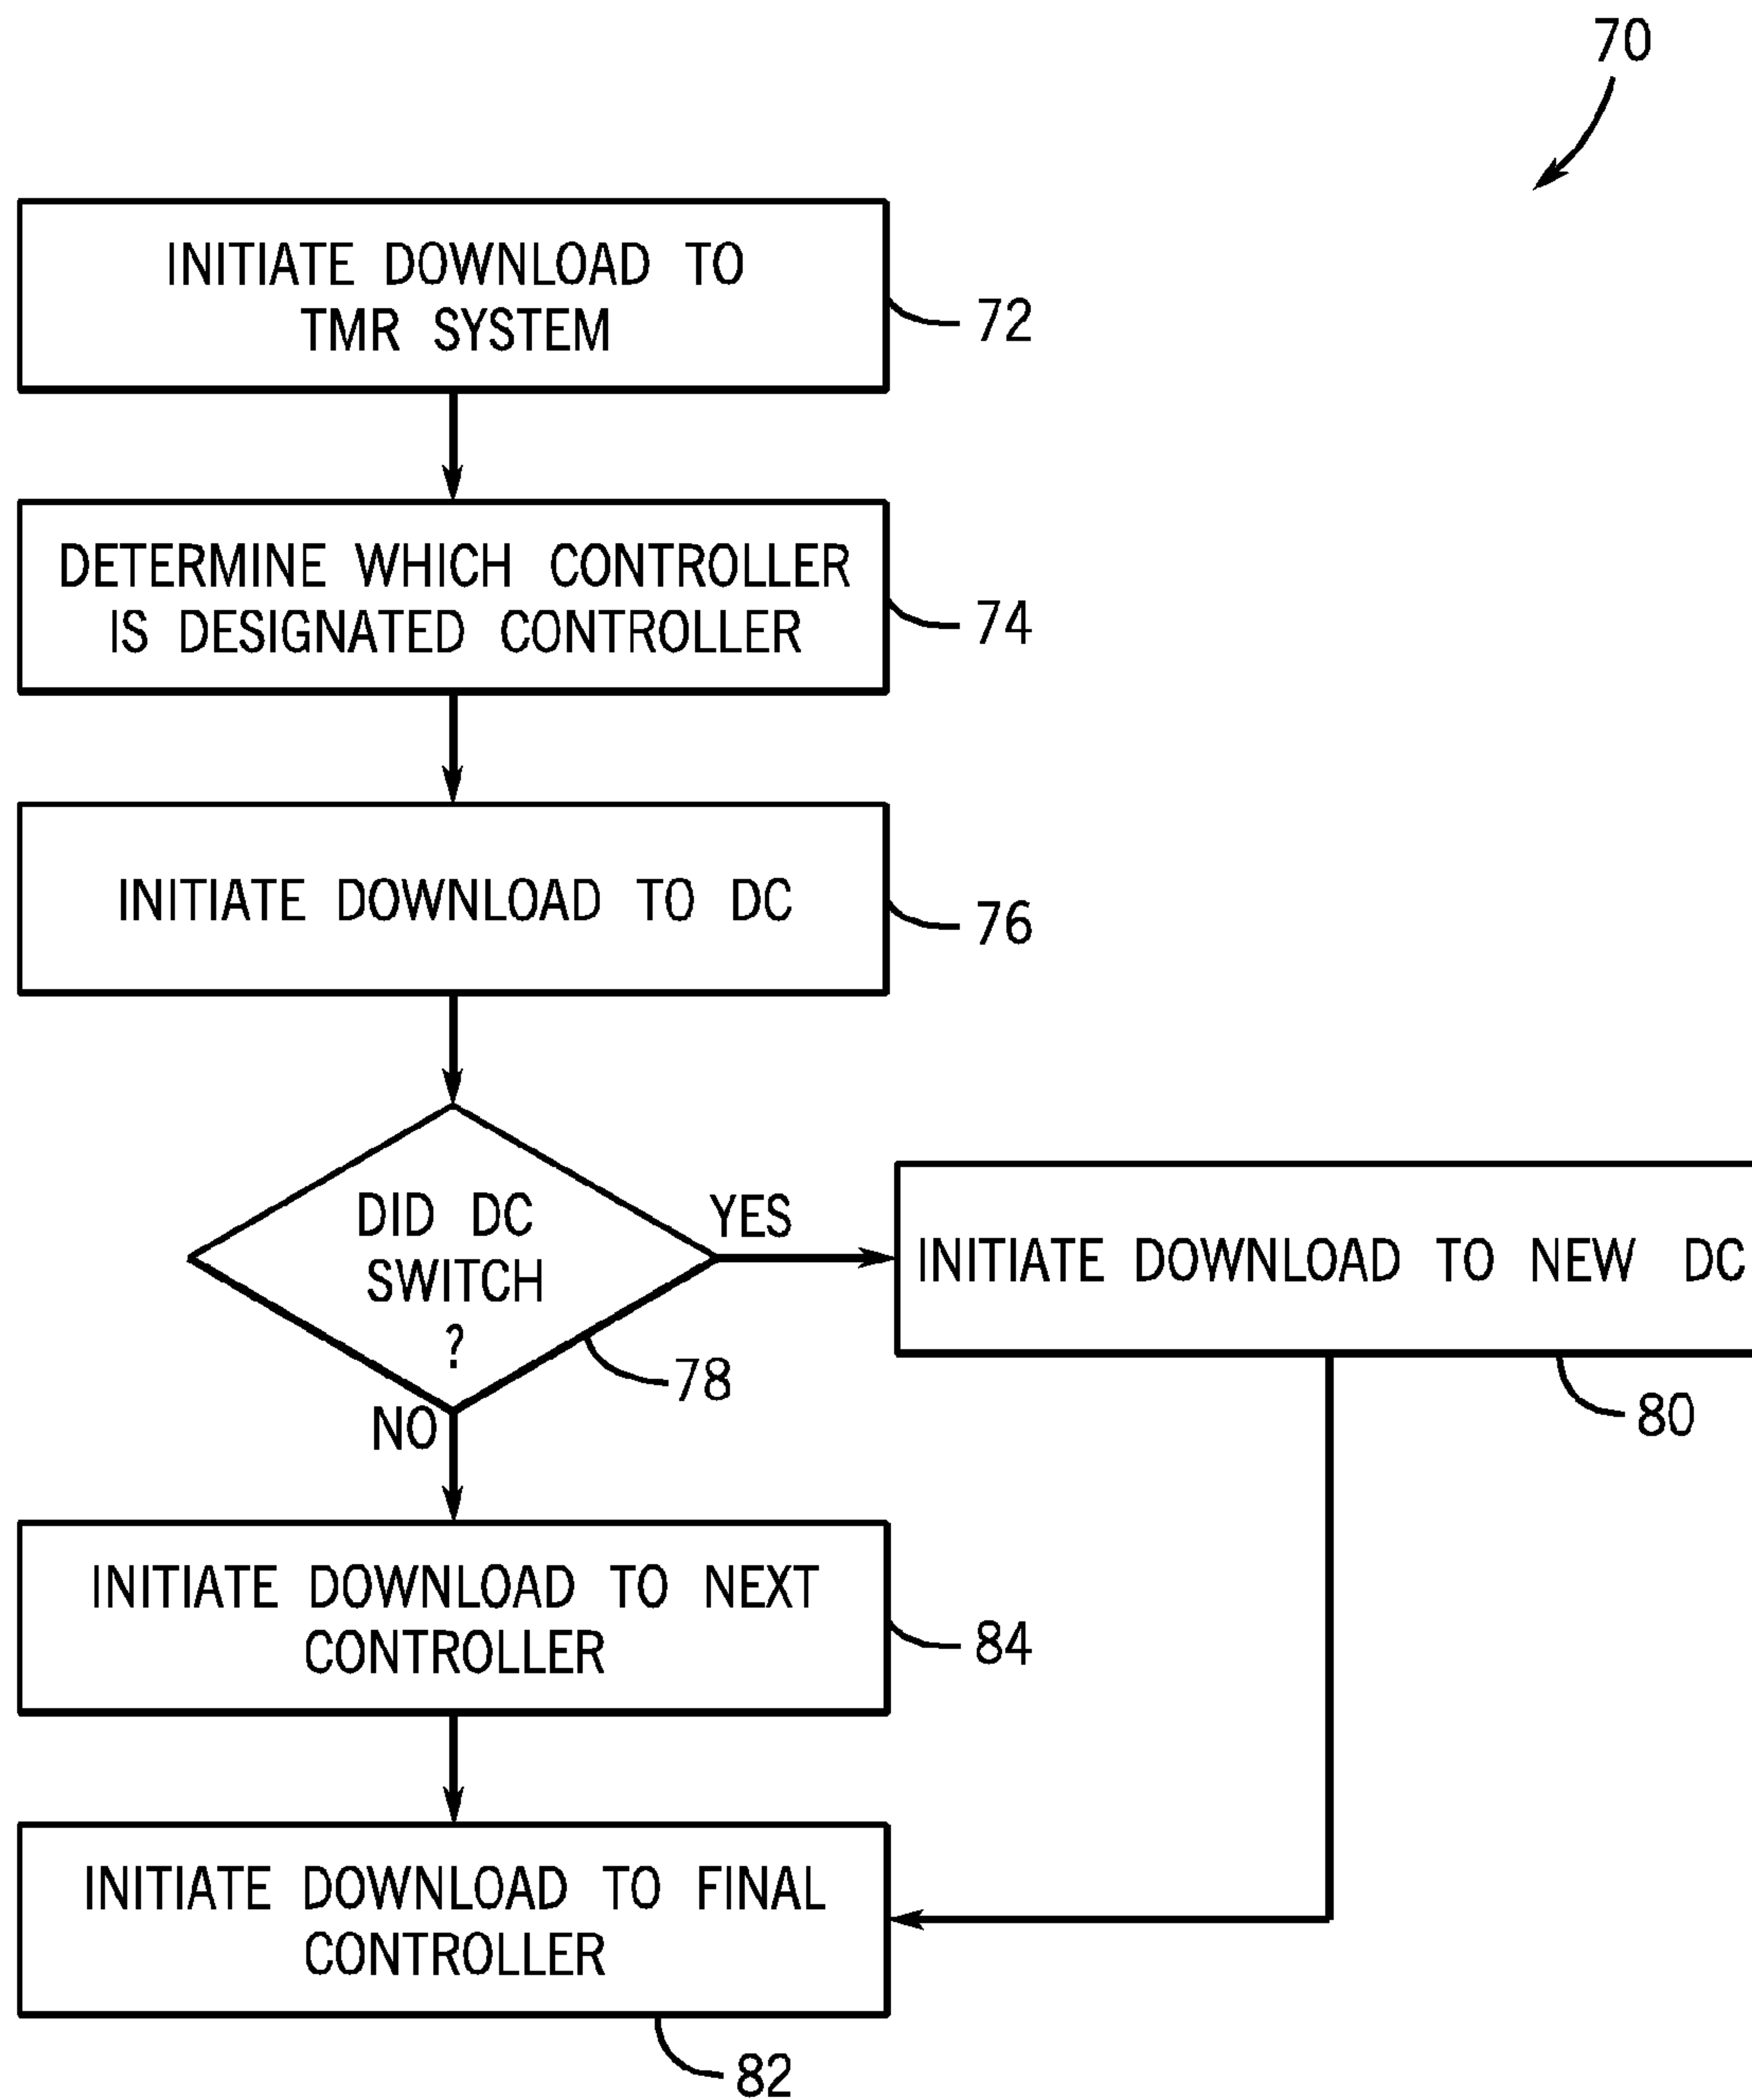 70
INITIATE DOWNLOAD TO
TMR SYSTEM
72
DETERMINE WHICH CONTROLLER
IS DESIGNATED CONTROLLER
74
INITIATE DOWNLOAD TO DC
76
DID DC
SWITCH
?
78
YES
INITIATE DOWNLOAD TO NEW DC
80
NO
INITIATE DOWNLOAD TO NEXT
CONTROLLER
84
INITIATE DOWNLOAD TO FINAL
CONTROLLER
82